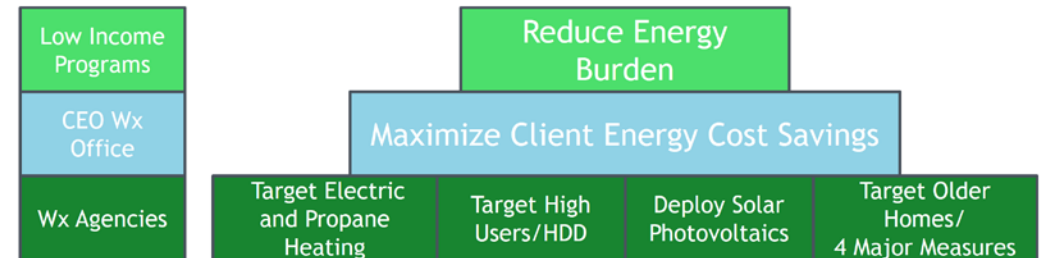 Low Income
Programs
Reduce Energy
Burden
CEO Wx
Office
Maximize Client Energy Cost Savings
Wx Agencies
Target Electric
and Propane
Heating
Target High
Users/HDD
Deploy Solar
Photovoltaics
Target Older
Homes/
4 Major Measures